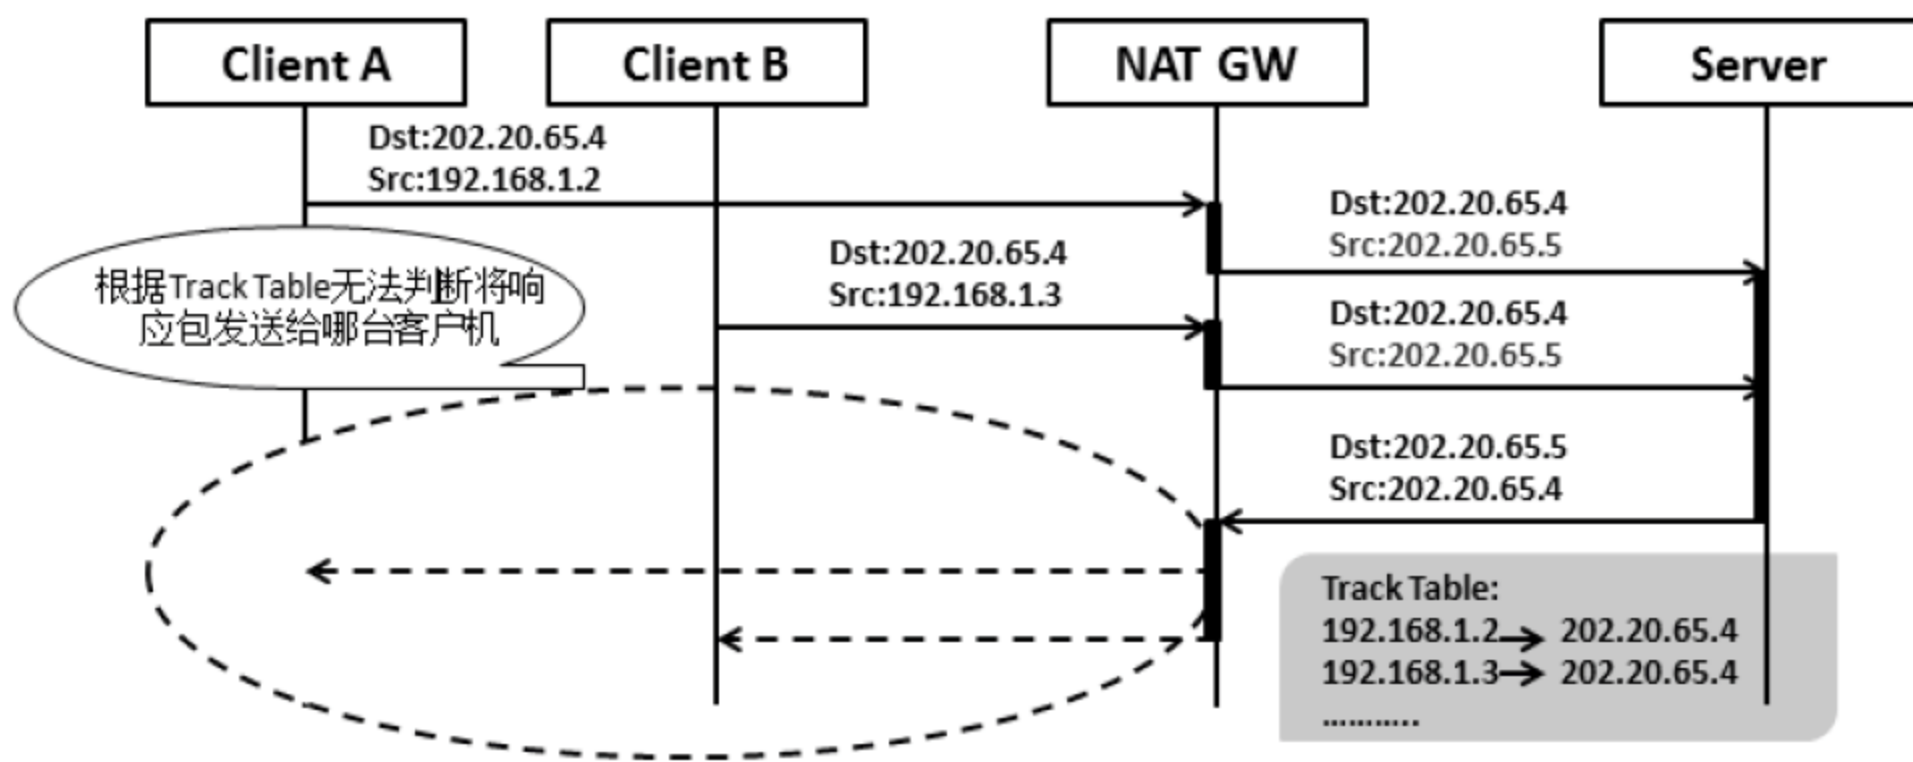 Client A
Client B
NAT GW
Server
Dst:202.20.65.4
Src:192.168.1.2
Dst:202.20.65.4
Src:202.20.65.5
Dst:202.20.65.4
Src:192.168.1.3
根据Track Table无法判断将响
应包发送给哪台客户机
Dst:202.20.65.4
Src:202.20.65.5
Dst:202.20.65.5
Src:202.20.65.4
Track Table:
192.168.1.2→ 202.20.65.4
192.168.1.3→ 202.20.65.4
...........